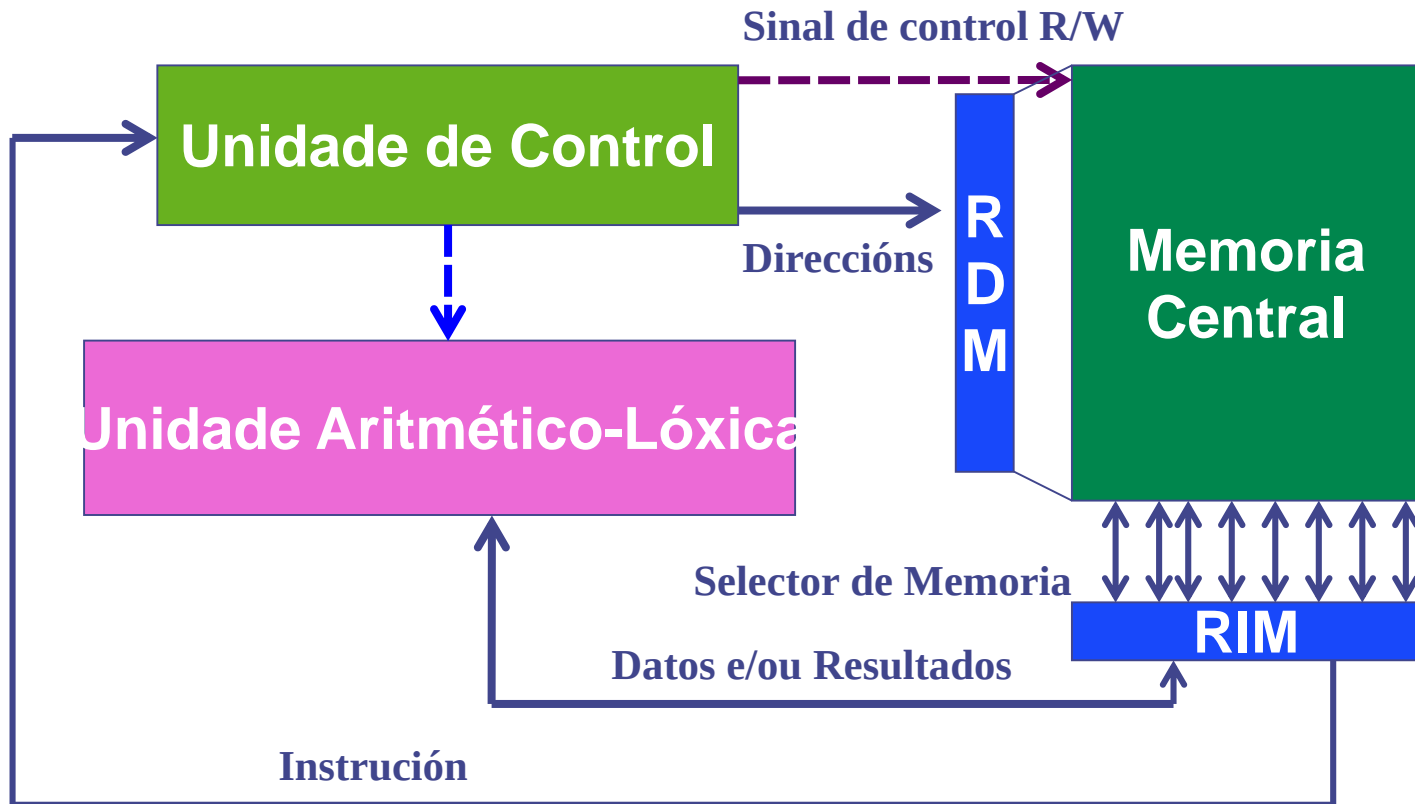 Sinal de control R/W
Unidade de Control
R
D
M
Direccións
Memoria
Central
Unidade Aritmético-Lóxica
Selector de Memoria
RIM
Datos e/ou Resultados
Instrución